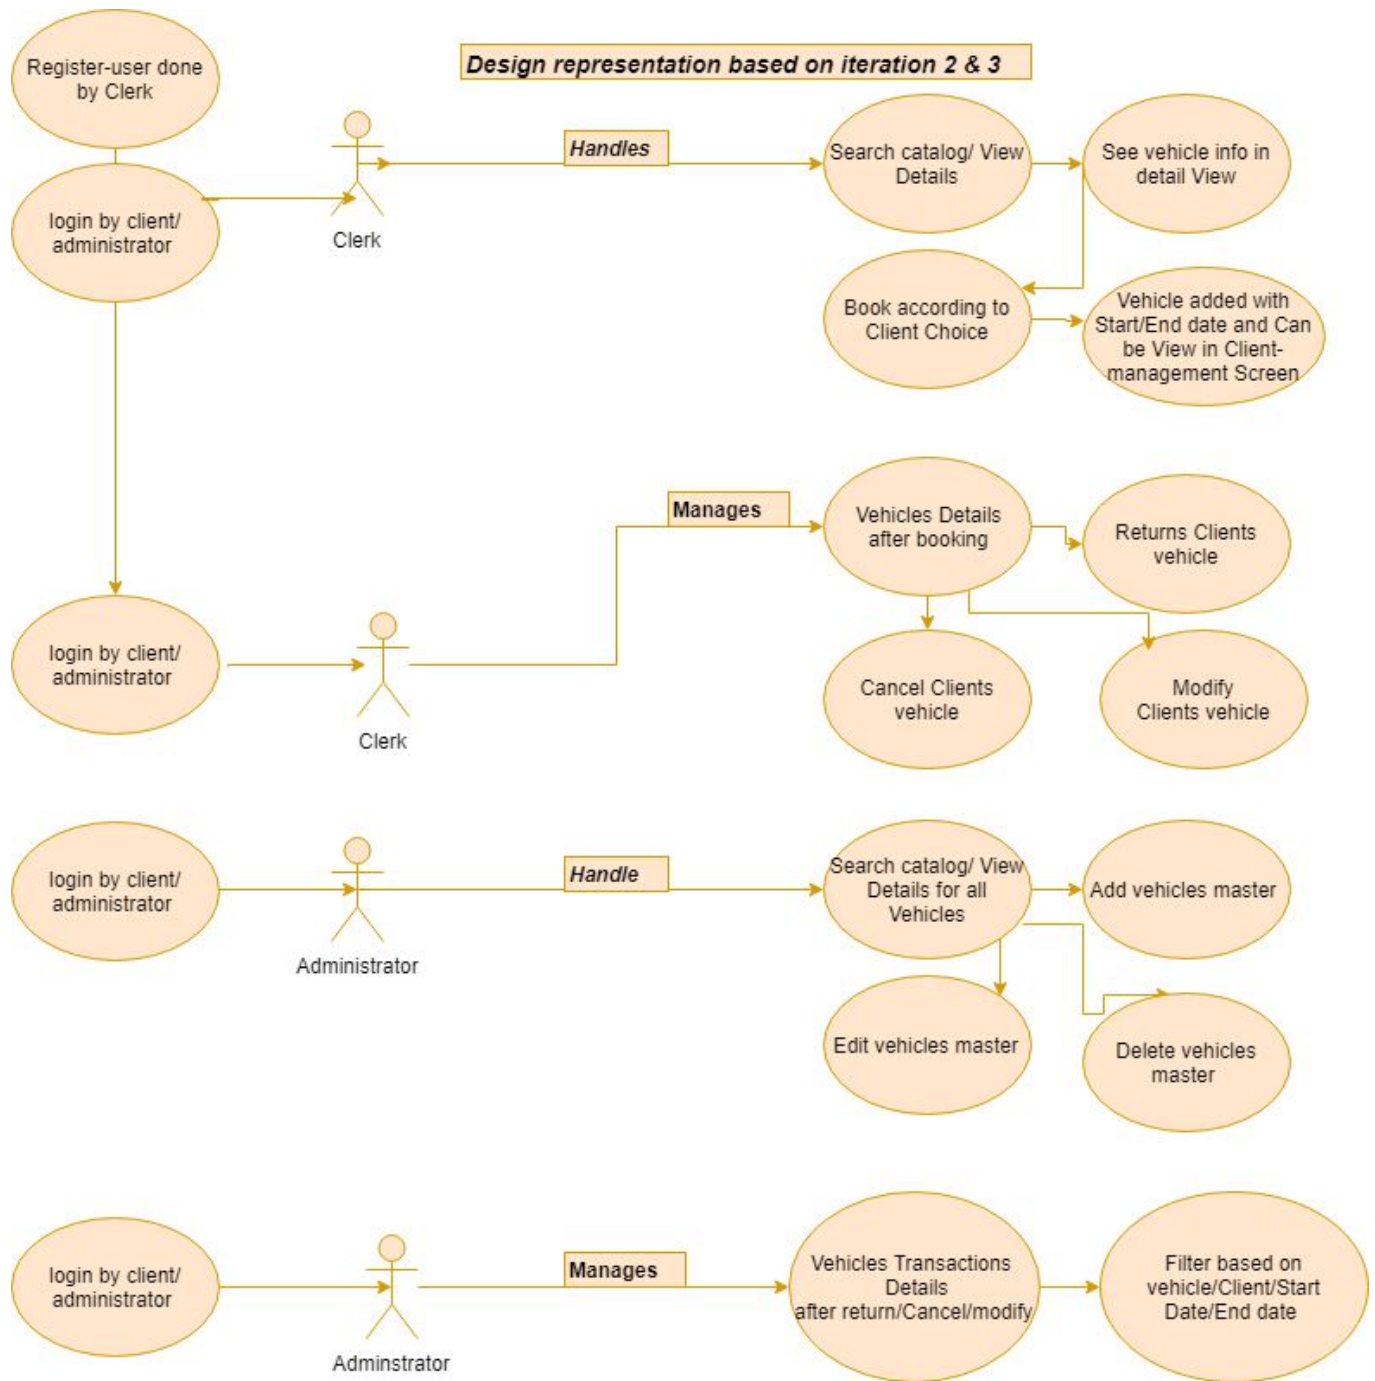 Design representation based on iteration 2 & 3
Register-user done
by Clerk
login by client/
administrator
Clerk
Handles
Search catalog/ View
Details
See vehicle info in
detail View
Book according to
Client Choice
Vehicle added with
Start/End date and Can
be View in Client-
management Screen
login by client/
administrator
Clerk
Manages
Vehicles Details
after booking
Returns Clients
vehicle
Cancel Clients
vehicle
Modify
Clients vehicle
login by client/
administrator
Administrator
Handle
Search catalog/ View
Details for all
Vehicles
Add vehicles master
Edit vehicles master
Delete vehicles
master
login by client/
administrator
Adminstrator
Manages
Vehicles Transactions
Details
after return/Cancel/modify
Filter based on
vehicle/Client/Start
Date/End date